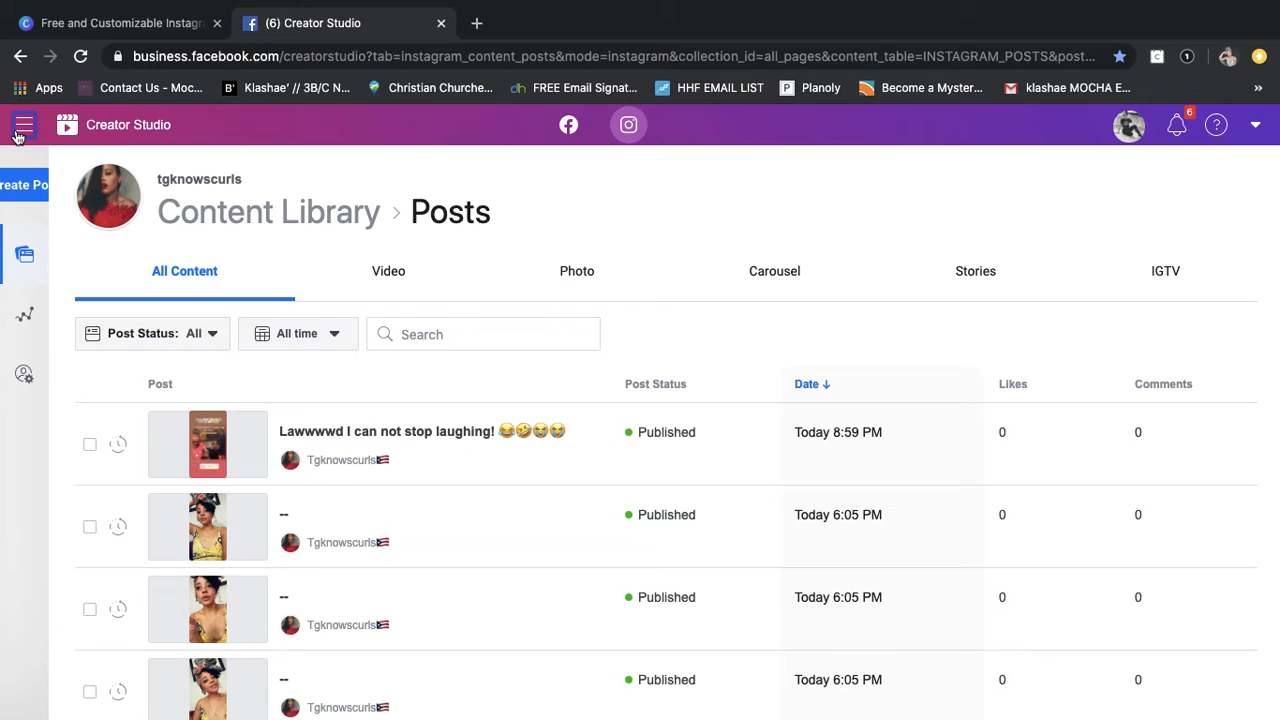 Free and Customizable Instagr
(6) Creator Studio
business.facebook.com/creatorstudio?tab=instagram_content_posts&mode=instagram&collection_id=all_pages&content_table=INSTAGRAM_POSTS&post...
Apps
Contact Us - Moc...
Klashae' // 3B/C N...
Christian Churche...
FREE Email Signat...
HHF EMAIL LIST
Planoly
Become a Myster...
klashae MOCHA E...
»
Creator Studio
6
reate Po
tgknowscurls
Content Library > Posts
All Content
Video
Photo
Carousel
Stories
IGTV
Post Status: All
All time
Search
Post
Post Status
Date ↓
Likes
Comments
Lawwwwd I can not stop laughing! 😂🤣😭😭
Published
Today 8:59 PM
0
0
Tgknowscurls🇵🇷
--
Published
Today 6:05 PM
0
0
Tgknowscurls🇵🇷
--
Published
Today 6:05 PM
0
0
Tgknowscurls🇵🇷
--
Published
Today 6:05 PM
0
0
Tgknowscurls🇵🇷